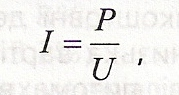 I = P / U ,